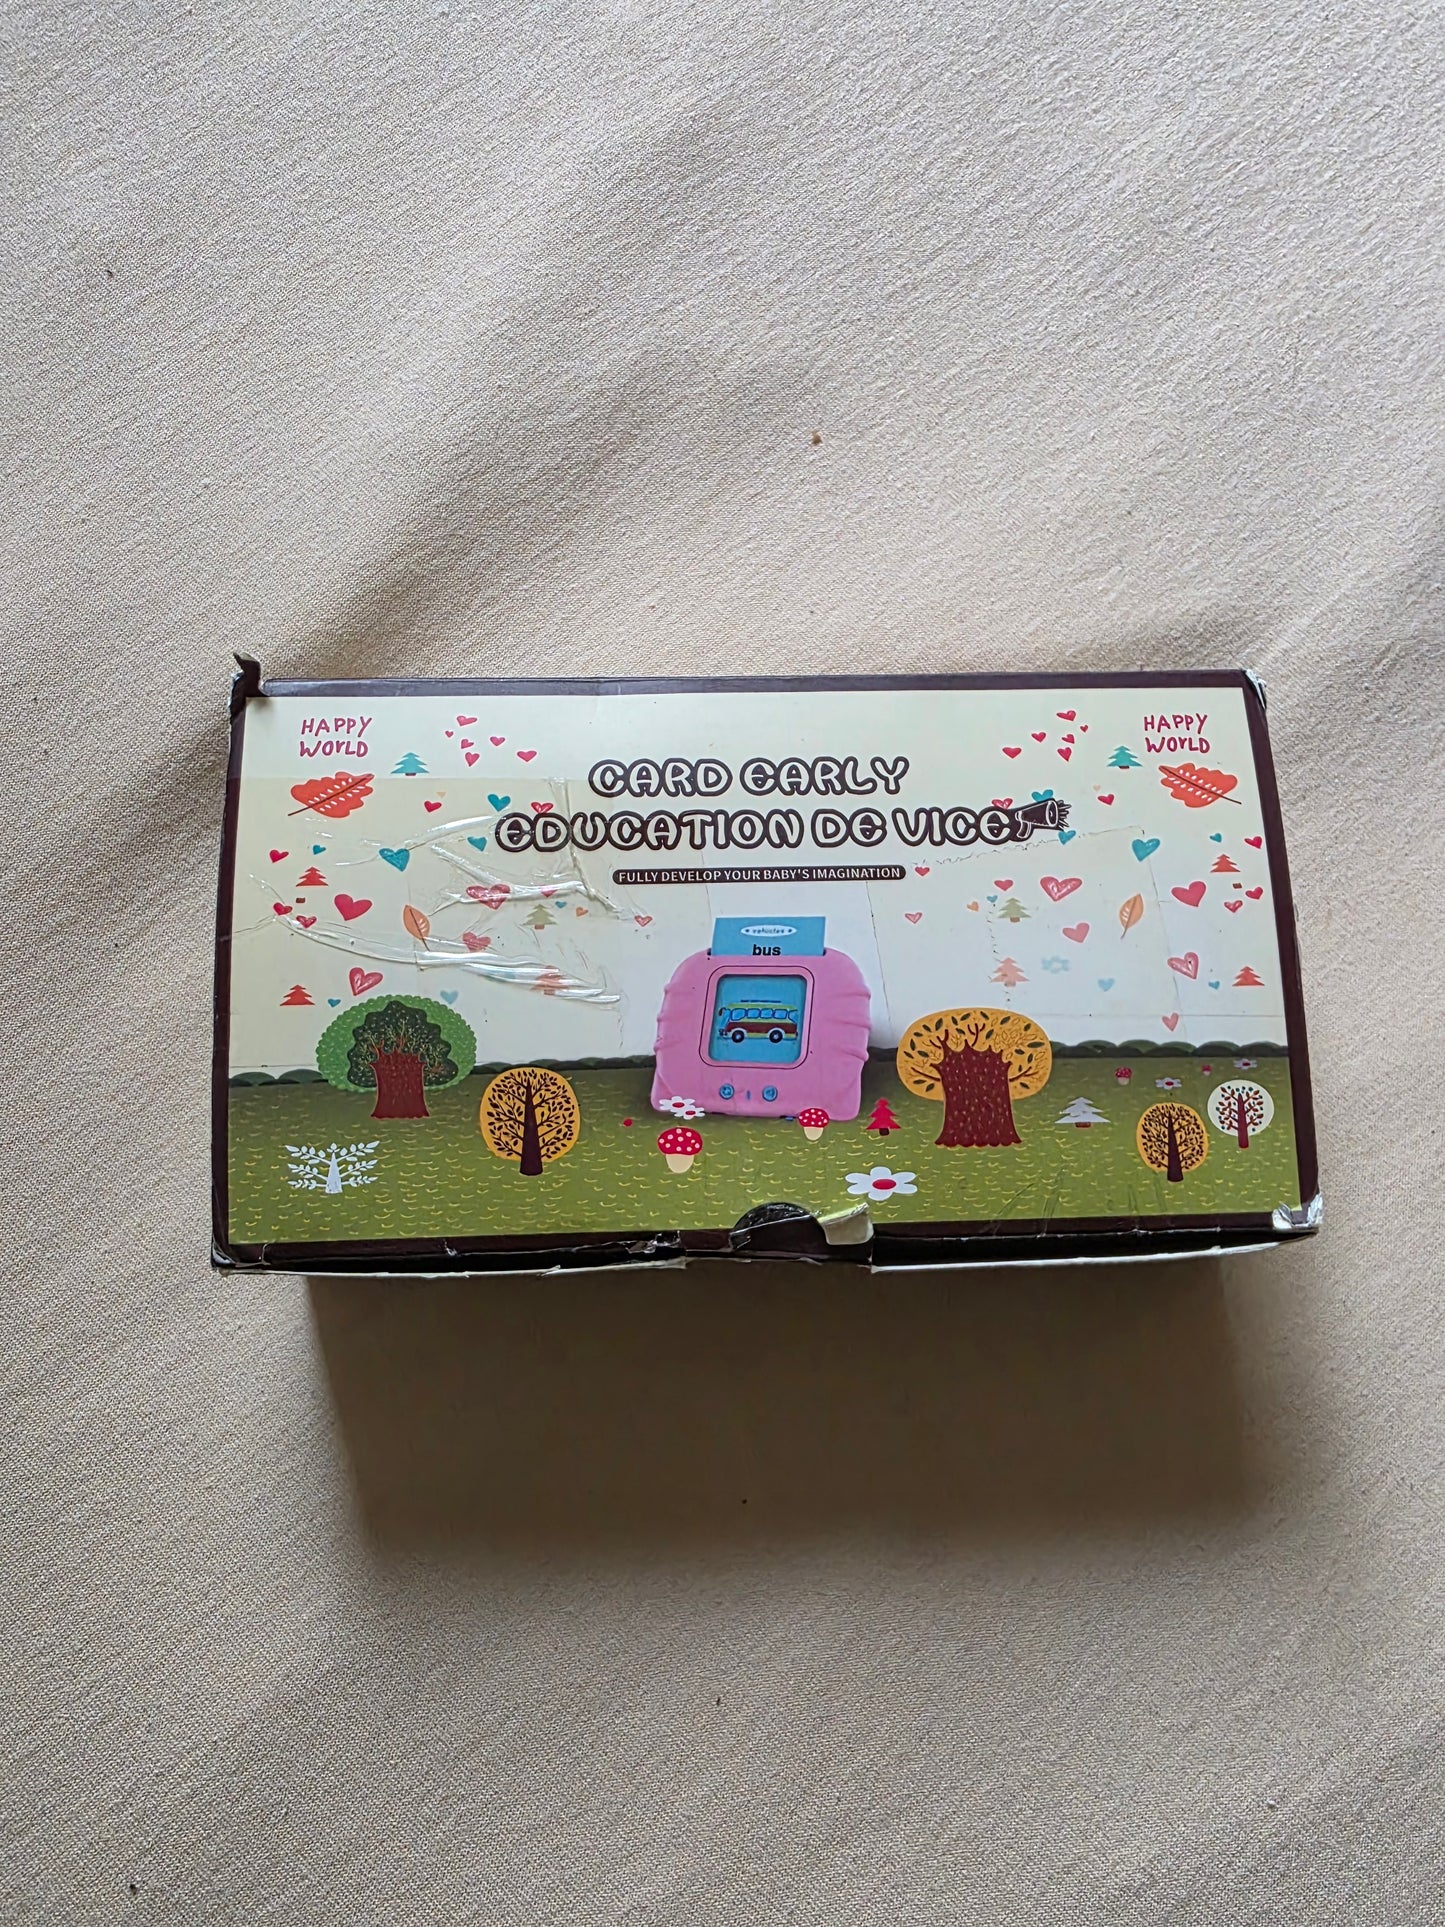 HAPPY
WORLD
HAPPY
WORLD
CARD EARLY
EDUCATION DE VICE
FULLY DEVELOP YOUR BABY'S IMAGINATION
vehicles
bus